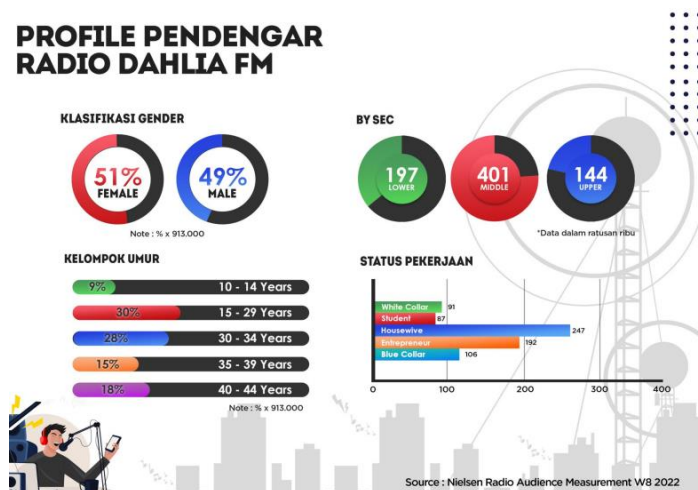 PROFILE PENDENGAR
RADIO DAHLIA FM
KLASIFIKASI GENDER
51%
FEMALE
49%
MALE
Note : % x 913.000
BY SEC
197
LOWER
401
MIDDLE
144
UPPER
*Data dalam ratusan ribu
KELOMPOK UMUR
9% 10 - 14 Years
30% 15 - 29 Years
28% 30 - 34 Years
15% 35 - 39 Years
18% 40 - 44 Years
Note : % x 913.000
STATUS PEKERJAAN
White Collar 91
Student 87
Housewive 247
Entrepreneur 192
Blue Collar 106
0 100 200 300 400
Source : Nielsen Radio Audience Measurement W8 2022